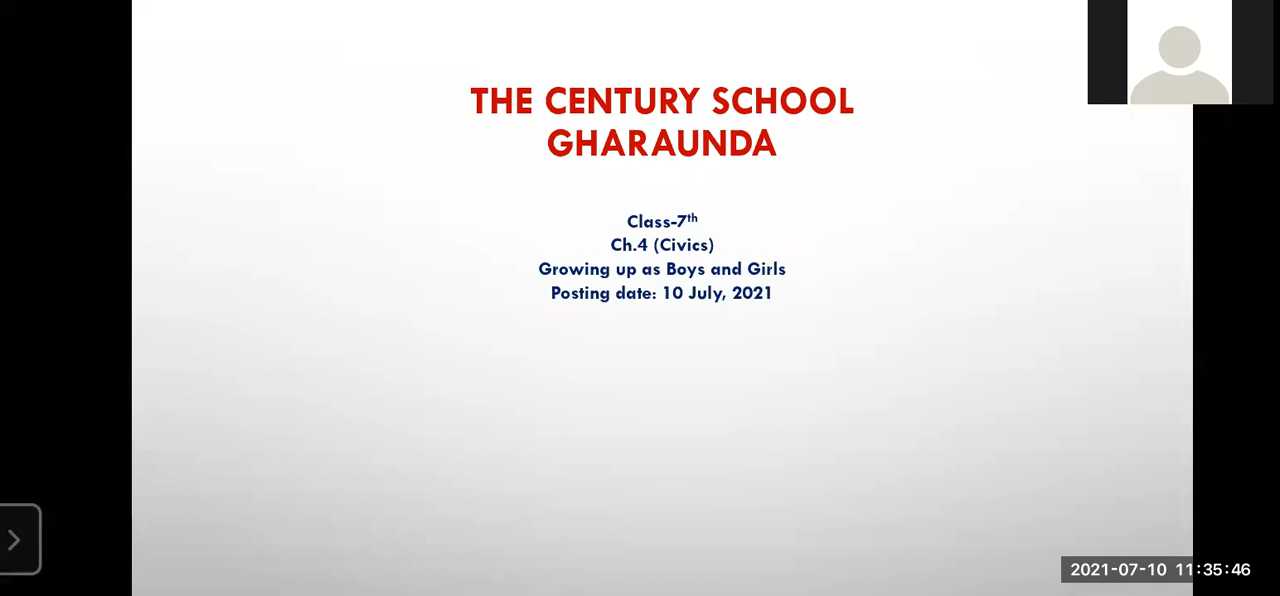 THE CENTURY SCHOOL
GHARAUNDA
Class-7th
Ch.4 (Civics)
Growing up as Boys and Girls
Posting date: 10 July, 2021
2021-07-10 11:35:46